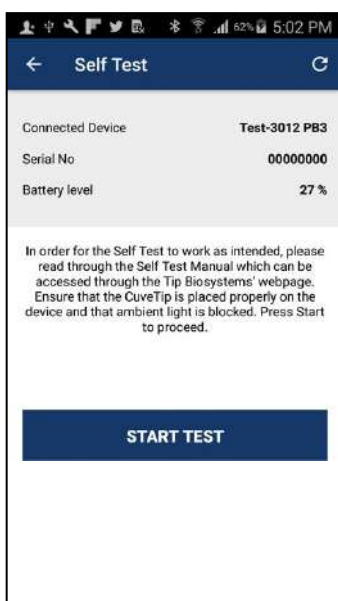 62% 5:02 PM
Self Test
Connected Device Test-3012 PB3
Serial No 00000000
Battery level 27 %
In order for the Self Test to work as intended, please
read through the Self Test Manual which can be
accessed through the Tip Biosystems' webpage.
Ensure that the CuveTip is placed properly on the
device and that ambient light is blocked. Press Start
to proceed.
START TEST